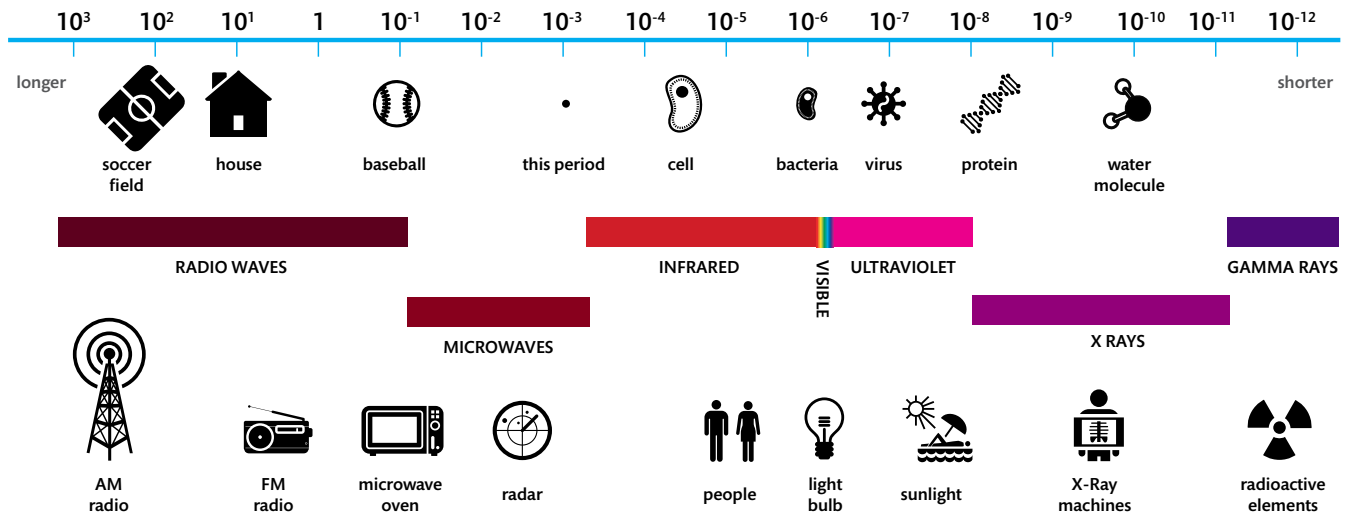 10³ 10² 10¹ 1 10⁻¹ 10⁻² 10⁻³ 10⁻⁴ 10⁻⁵ 10⁻⁶ 10⁻⁷ 10⁻⁸ 10⁻⁹ 10⁻¹⁰ 10⁻¹¹ 10⁻¹²
longer
shorter
soccer
field
house
baseball
this period
cell
bacteria
virus
protein
water
molecule
RADIO WAVES
INFRARED
VISIBLE
ULTRAVIOLET
GAMMA RAYS
MICROWAVES
X RAYS
AM
radio
FM
radio
microwave
oven
radar
people
light
bulb
sunlight
X-Ray
machines
radioactive
elements